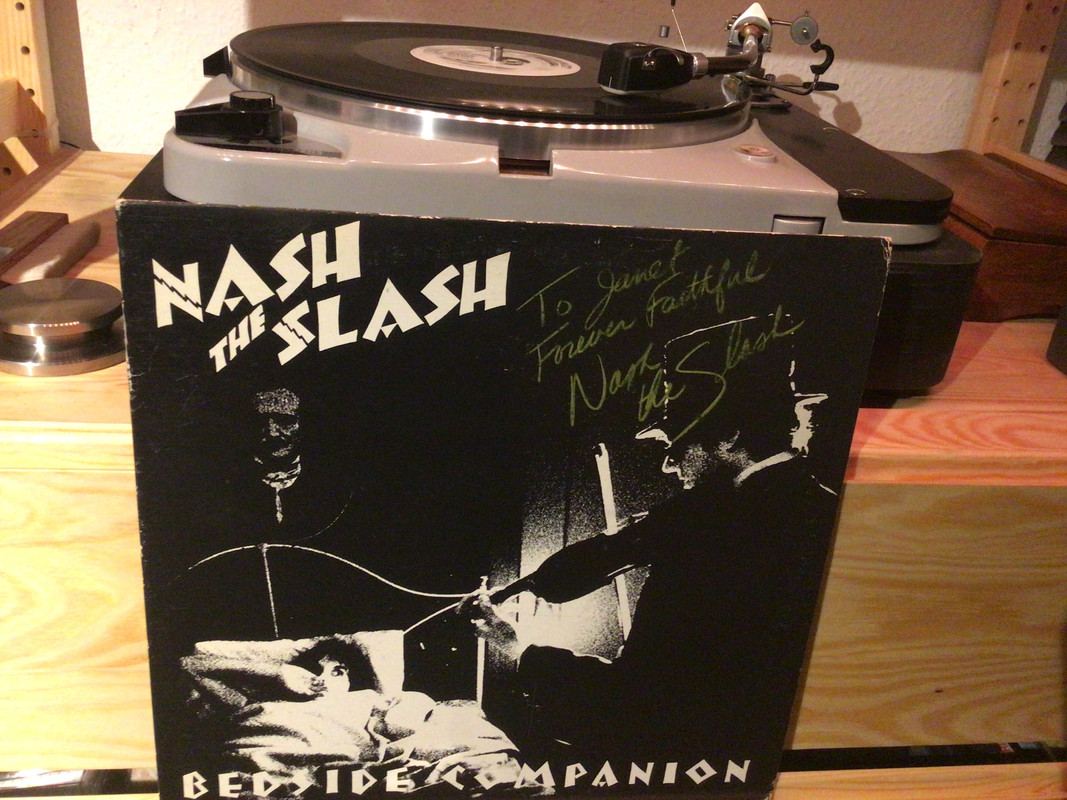 NASH
THE SLASH
To Janet
Forever Faithful
Nash
the Slash
BEDSIDE COMPANION